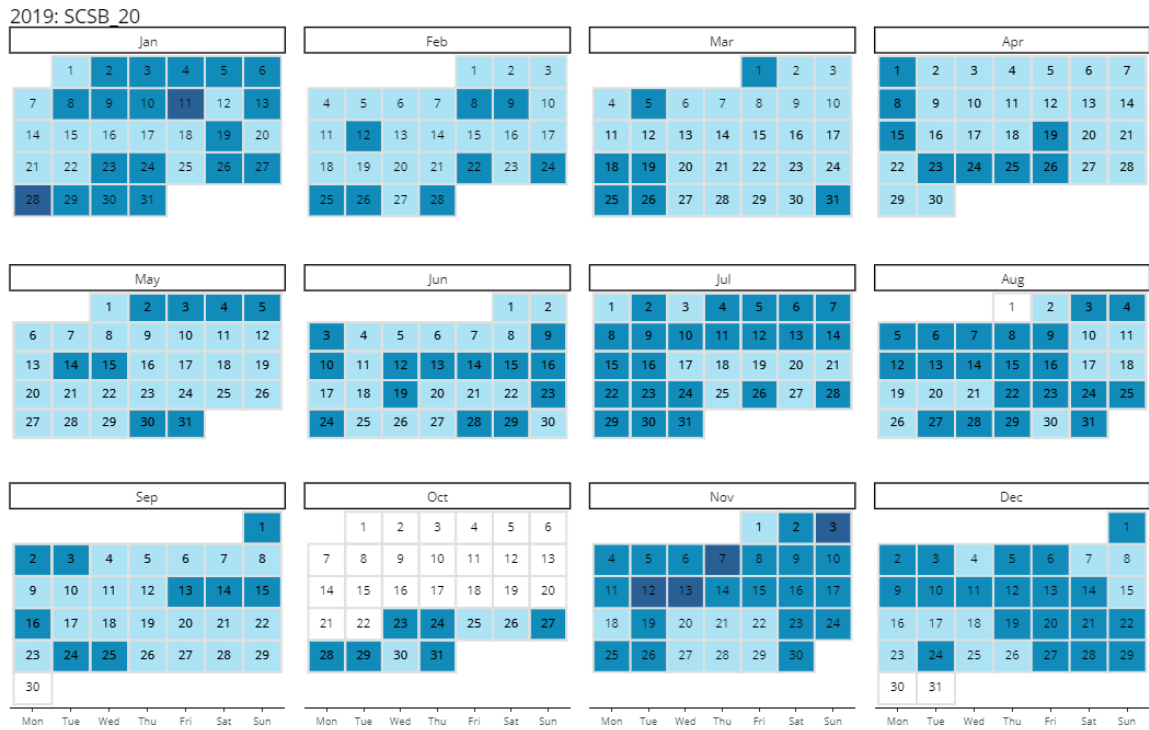 2019: SCSB_20
Jan Feb Mar Apr
1 2 3 4 5 6 1 2 3 1 2 3 1 2 3 4 5 6 7
7 8 9 10 11 12 13 4 5 6 7 8 9 10 4 5 6 7 8 9 10 8 9 10 11 12 13 14
14 15 16 17 18 19 20 11 12 13 14 15 16 17 11 12 13 14 15 16 17 15 16 17 18 19 20 21
21 22 23 24 25 26 27 18 19 20 21 22 23 24 18 19 20 21 22 23 24 22 23 24 25 26 27 28
28 29 30 31 25 26 27 28 25 26 27 28 29 30 31 29 30
May Jun Jul Aug
1 2 3 4 5 1 2 1 2 3 4 5 6 7 1 2 3 4
6 7 8 9 10 11 12 3 4 5 6 7 8 9 8 9 10 11 12 13 14 5 6 7 8 9 10 11
13 14 15 16 17 18 19 10 11 12 13 14 15 16 15 16 17 18 19 20 21 12 13 14 15 16 17 18
20 21 22 23 24 25 26 17 18 19 20 21 22 23 22 23 24 25 26 27 28 19 20 21 22 23 24 25
27 28 29 30 31 24 25 26 27 28 29 30 29 30 31 26 27 28 29 30 31
Sep Oct Nov Dec
1 1 2 3 4 5 6 1 2 3 1
2 3 4 5 6 7 8 7 8 9 10 11 12 13 4 5 6 7 8 9 10 2 3 4 5 6 7 8
9 10 11 12 13 14 15 14 15 16 17 18 19 20 11 12 13 14 15 16 17 9 10 11 12 13 14 15
16 17 18 19 20 21 22 21 22 23 24 25 26 27 18 19 20 21 22 23 24 16 17 18 19 20 21 22
23 24 25 26 27 28 29 28 29 30 31 25 26 27 28 29 30 23 24 25 26 27 28 29
30 30 31
Mon Tue Wed Thu Fri Sat Sun Mon Tue Wed Thu Fri Sat Sun Mon Tue Wed Thu Fri Sat Sun Mon Tue Wed Thu Fri Sat Sun